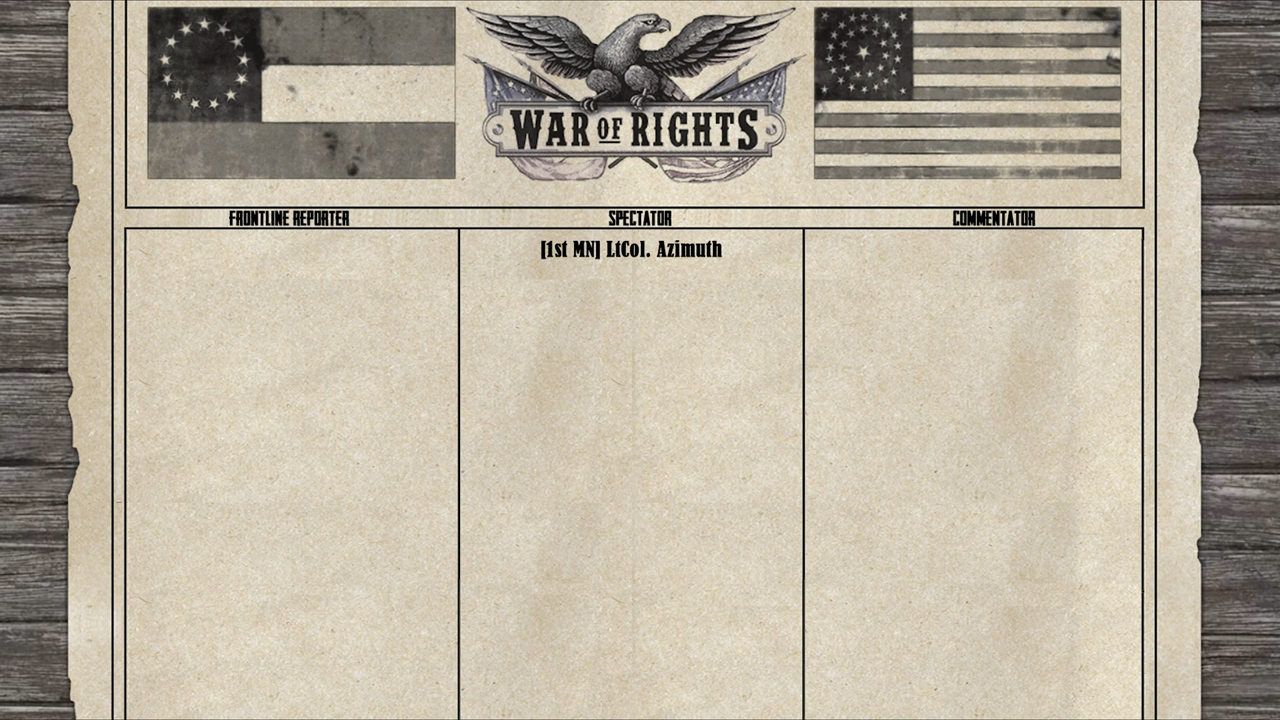 WAR OF RIGHTS
FRONTLINE REPORTER
SPECTATOR
COMMENTATOR
[1st MN] LtCol. Azimuth